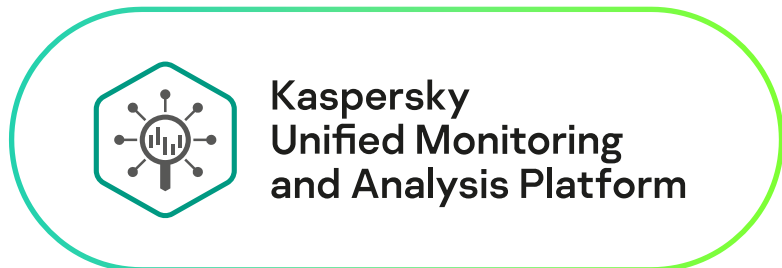 Kaspersky
Unified Monitoring
and Analysis Platform